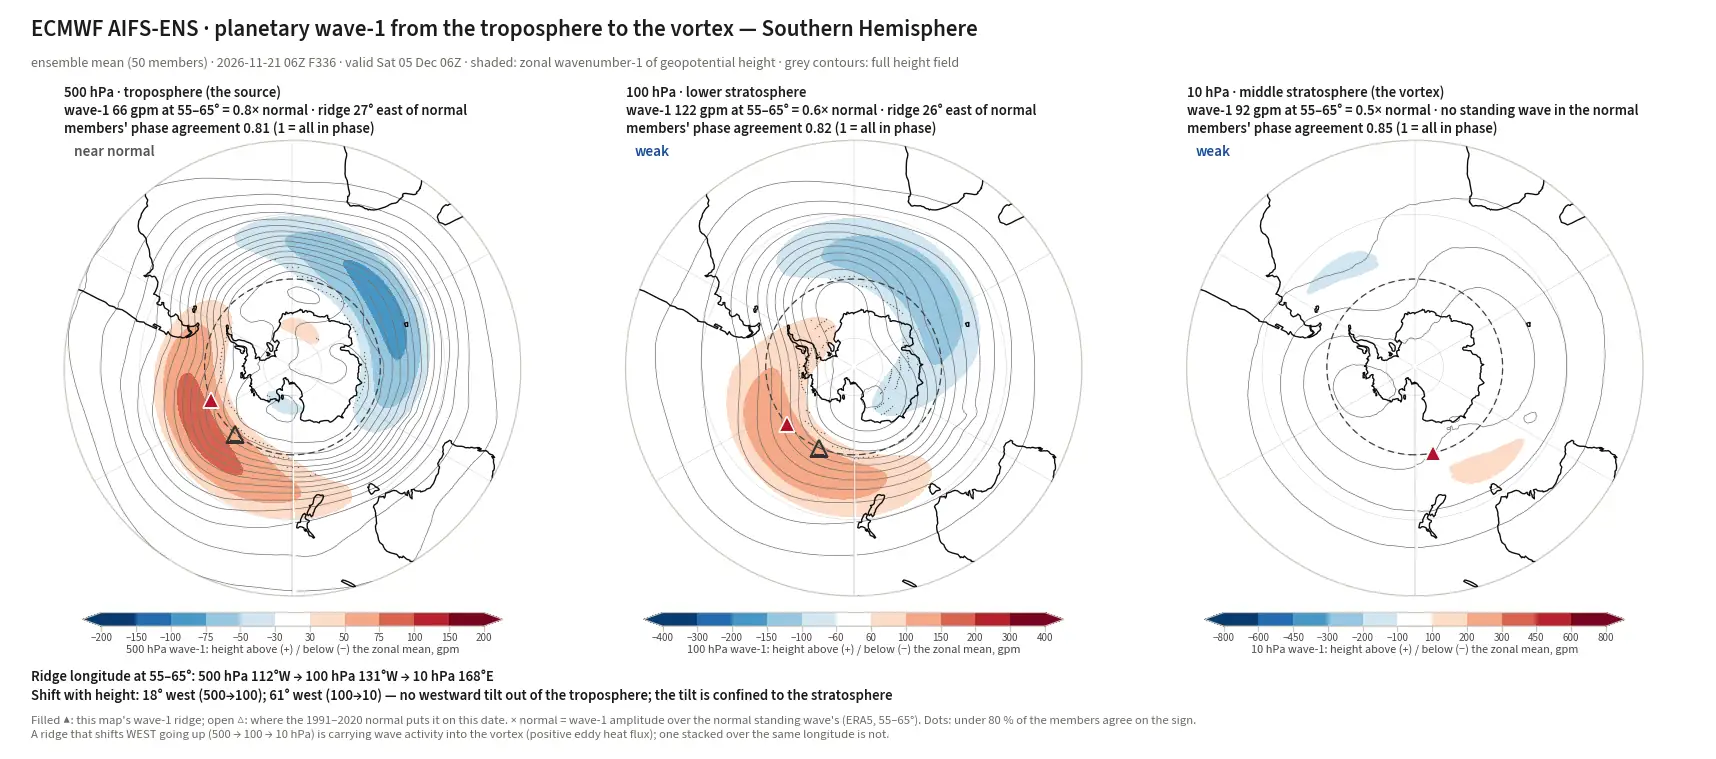 ECMWF AIFS-ENS · planetary wave-1 from the troposphere to the vortex — Southern Hemisphere
ensemble mean (50 members) · 2026-11-21 06Z F336 · valid Sat 05 Dec 06Z · shaded: zonal wavenumber-1 of geopotential height · grey contours: full height field
500 hPa · troposphere (the source)
wave-1 66 gpm at 55–65° = 0.8× normal · ridge 27° east of normal
members' phase agreement 0.81 (1 = all in phase)
near normal
100 hPa · lower stratosphere
wave-1 122 gpm at 55–65° = 0.6× normal · ridge 26° east of normal
members' phase agreement 0.82 (1 = all in phase)
weak
10 hPa · middle stratosphere (the vortex)
wave-1 92 gpm at 55–65° = 0.5× normal · no standing wave in the normal
members' phase agreement 0.85 (1 = all in phase)
weak
−200 −150 −100 −75 −50 −30 30 50 75 100 150 200
500 hPa wave-1: height above (+) / below (−) the zonal mean, gpm
−400 −300 −200 −150 −100 −60 60 100 150 200 300 400
100 hPa wave-1: height above (+) / below (−) the zonal mean, gpm
−800 −600 −450 −300 −200 −100 100 200 300 450 600 800
10 hPa wave-1: height above (+) / below (−) the zonal mean, gpm
Ridge longitude at 55–65°: 500 hPa 112°W → 100 hPa 131°W → 10 hPa 168°E
Shift with height: 18° west (500→100); 61° west (100→10) — no westward tilt out of the troposphere; the tilt is confined to the stratosphere
Filled ▲: this map's wave-1 ridge; open △: where the 1991–2020 normal puts it on this date. × normal = wave-1 amplitude over the normal standing wave's (ERA5, 55–65°). Dots: under 80 % of the members agree on the sign.
A ridge that shifts WEST going up (500 → 100 → 10 hPa) is carrying wave activity into the vortex (positive eddy heat flux); one stacked over the same longitude is not.